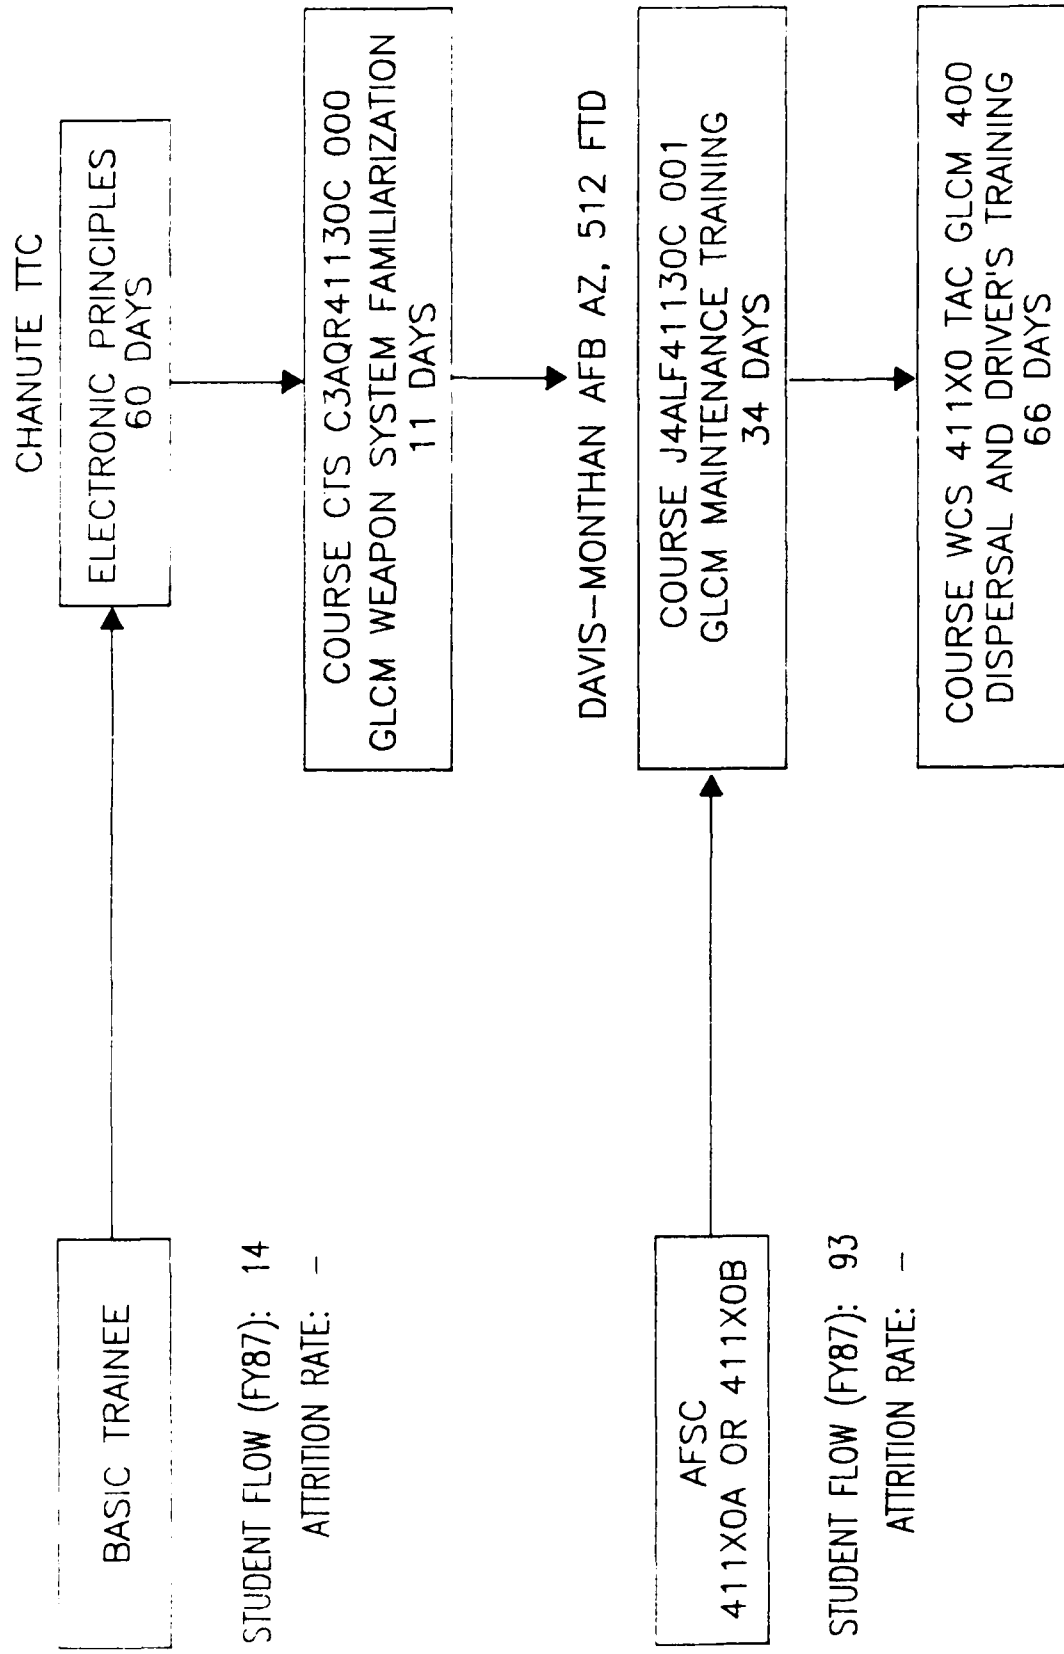 CHANUTE TTC
BASIC TRAINEE
ELECTRONIC PRINCIPLES
60 DAYS
STUDENT FLOW (FY87): 14
ATTRITION RATE: –
COURSE CTS C3AQR41130C 000
GLCM WEAPON SYSTEM FAMILIARIZATION
11 DAYS
DAVIS–MONTHAN AFB AZ, 512 FTD
AFSC
411X0A OR 411X0B
COURSE J4ALF41130C 001
GLCM MAINTENANCE TRAINING
34 DAYS
STUDENT FLOW (FY87): 93
ATTRITION RATE: –
COURSE WCS 411X0 TAC GLCM 400
DISPERSAL AND DRIVER'S TRAINING
66 DAYS